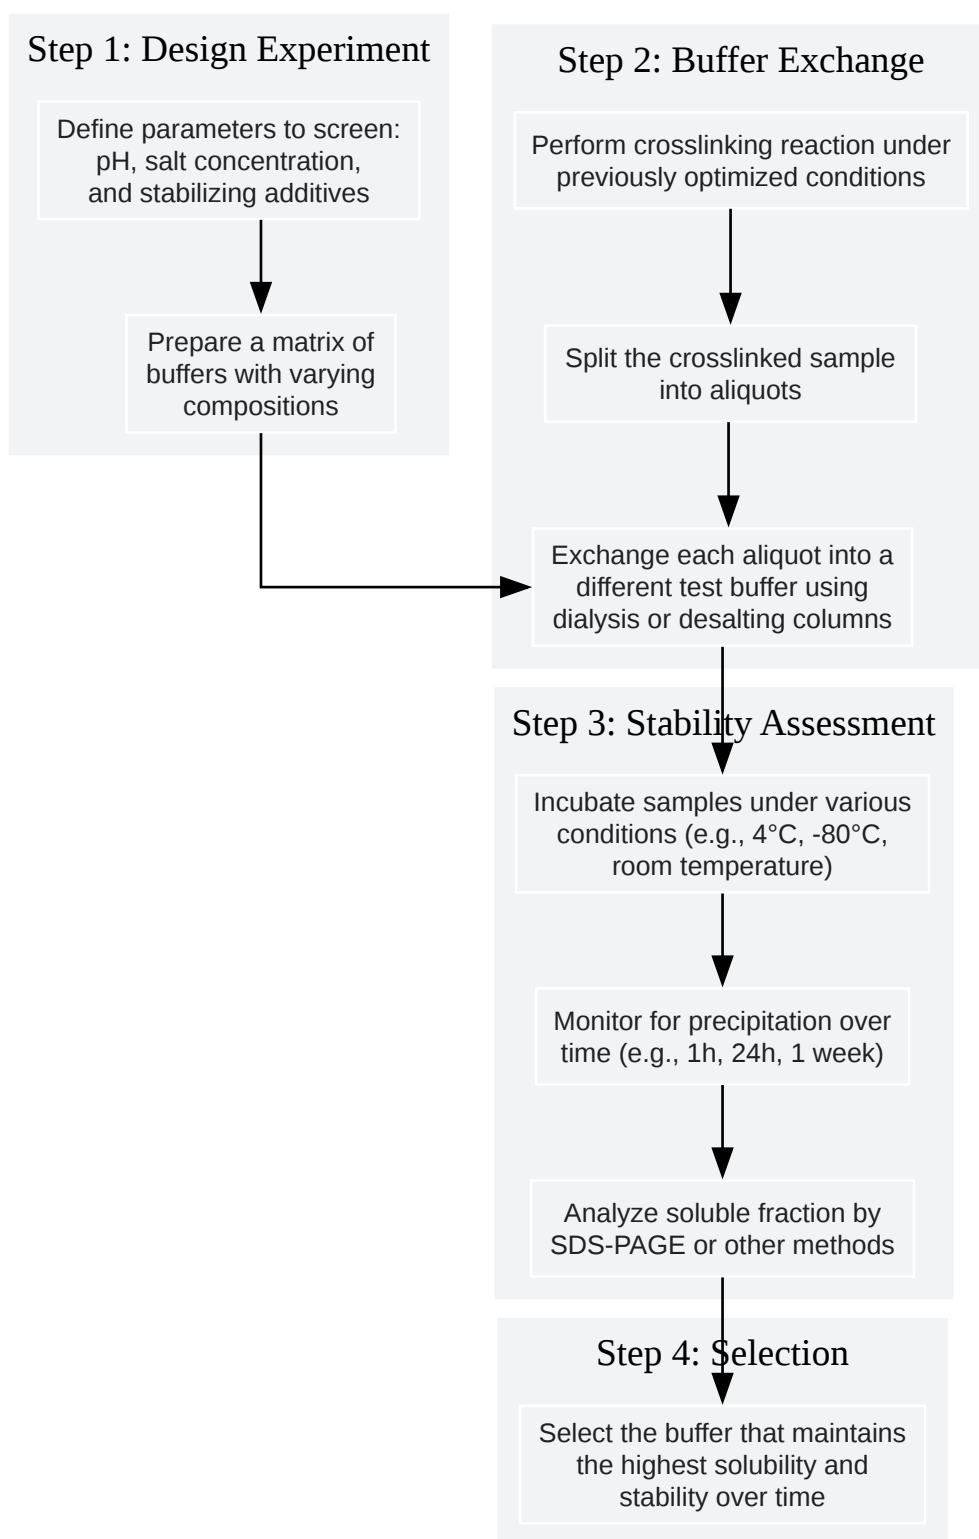 Step 1: Design Experiment
Define parameters to screen:
pH, salt concentration,
and stabilizing additives
Prepare a matrix of
buffers with varying
compositions
Step 2: Buffer Exchange
Perform crosslinking reaction under
previously optimized conditions
Split the crosslinked sample
into aliquots
Exchange each aliquot into a
different test buffer using
dialysis or desalting columns
Step 3: Stability Assessment
Incubate samples under various
conditions (e.g., 4°C, -80°C,
room temperature)
Monitor for precipitation over
time (e.g., 1h, 24h, 1 week)
Analyze soluble fraction by
SDS-PAGE or other methods
Step 4: Selection
Select the buffer that maintains
the highest solubility and
stability over time